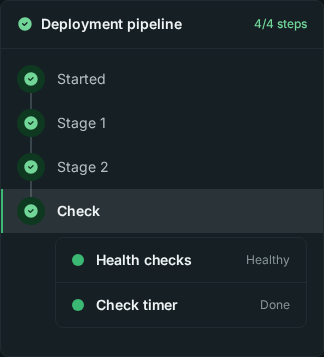 Deployment pipeline 4/4 steps
Started
Stage 1
Stage 2
Check
Health checks Healthy
Check timer Done